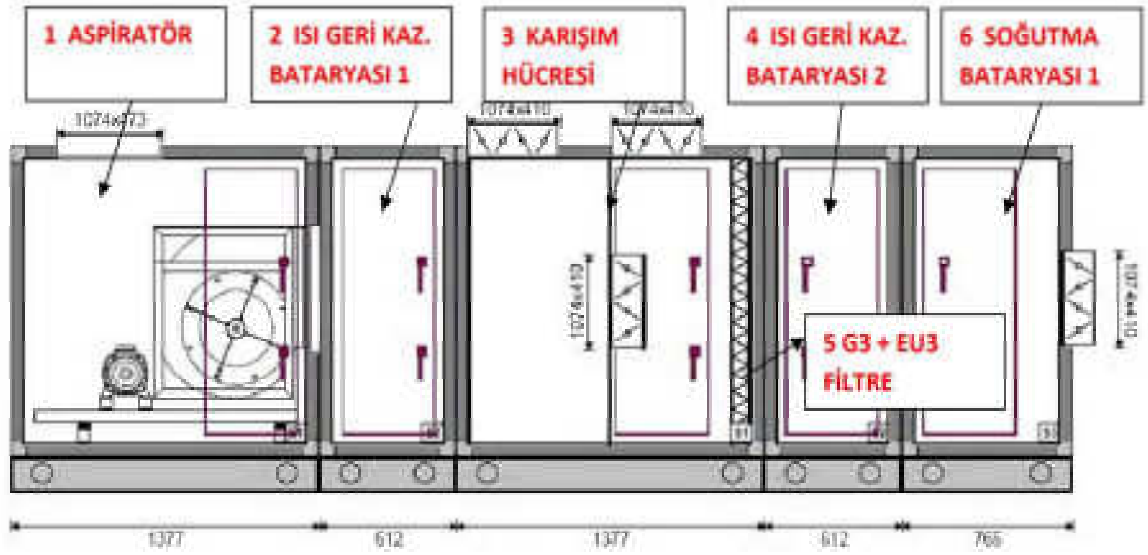 1 ASPİRATÖR
2 ISI GERİ KAZ.
BATARYASI 1
3 KARIŞIM
HÜCRESİ
4 ISI GERİ KAZ.
BATARYASI 2
6 SOĞUTMA
BATARYASI 1
1074x473
1074x410
1074x410
1074x410
1074x410
5 G3 + EU3
FİLTRE
1377
612
1377
612
765